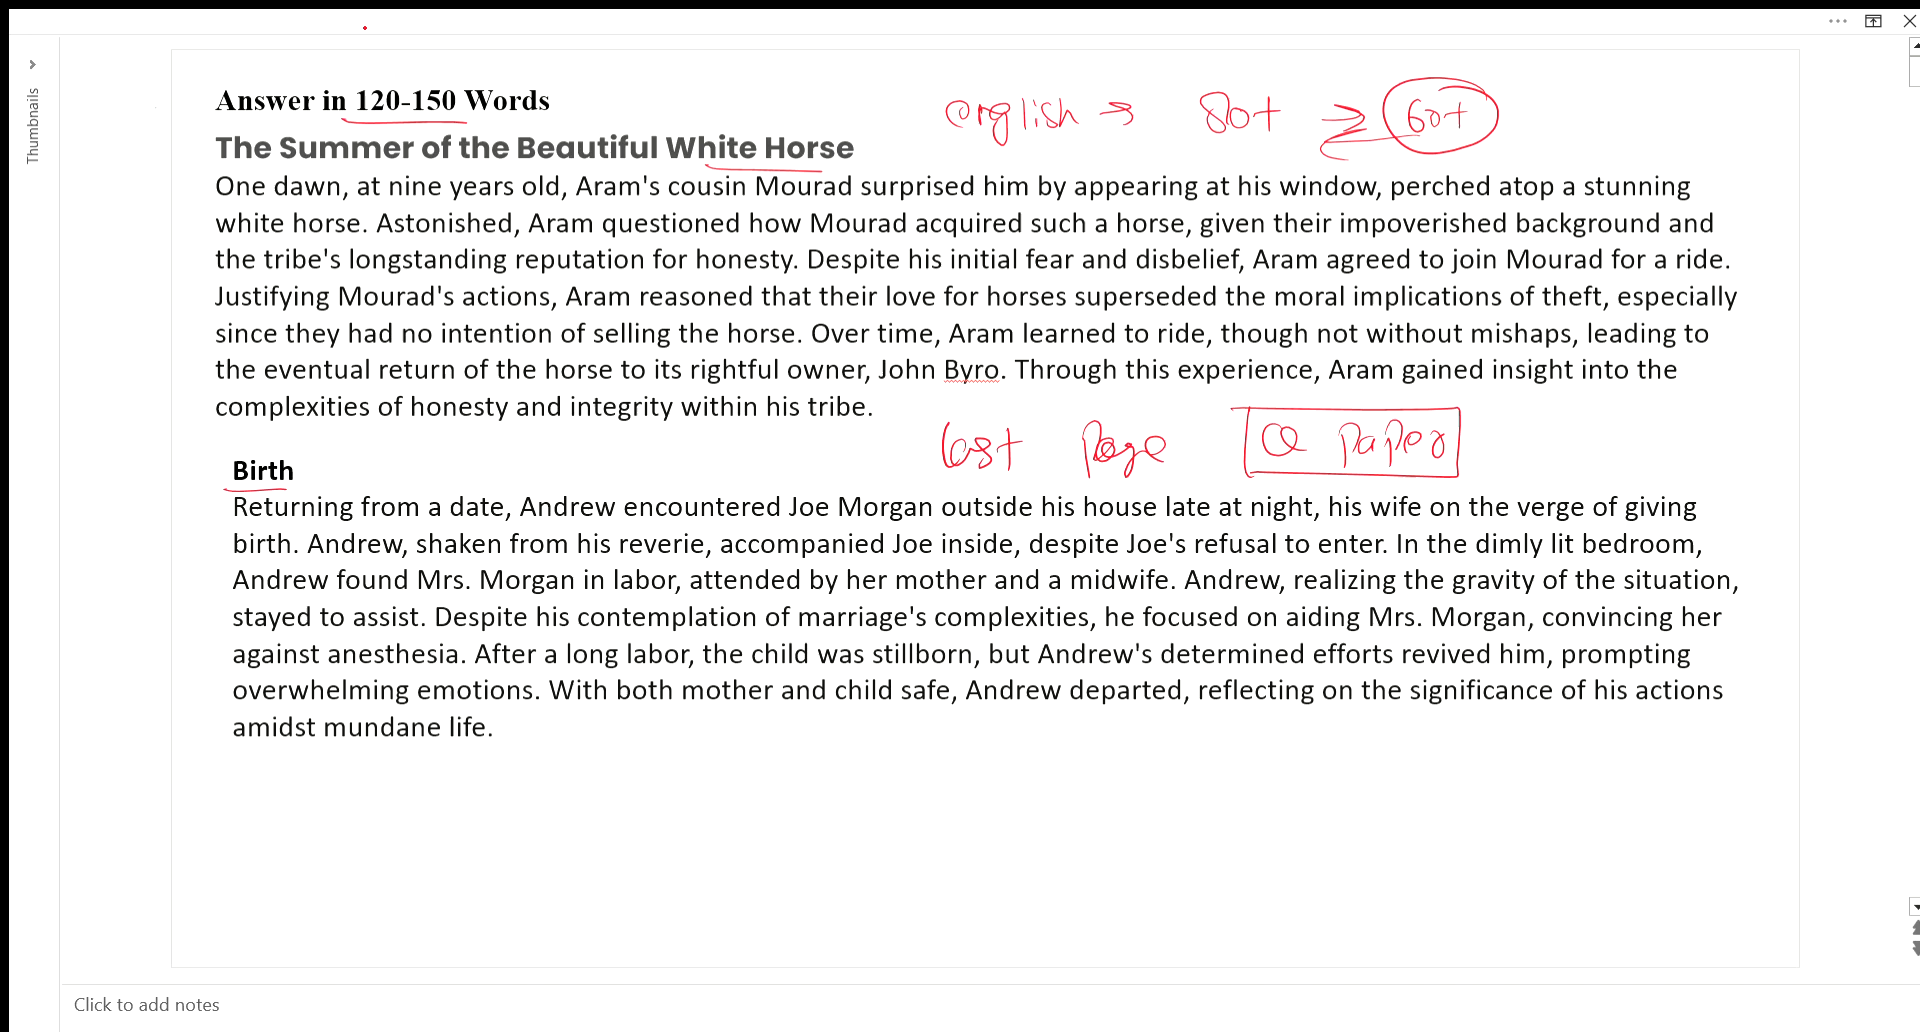 Thumbnails
Answer in 120-150 Words
english → 80+ 60+
The Summer of the Beautiful White Horse
One dawn, at nine years old, Aram's cousin Mourad surprised him by appearing at his window, perched atop a stunning
white horse. Astonished, Aram questioned how Mourad acquired such a horse, given their impoverished background and
the tribe's longstanding reputation for honesty. Despite his initial fear and disbelief, Aram agreed to join Mourad for a ride.
Justifying Mourad's actions, Aram reasoned that their love for horses superseded the moral implications of theft, especially
since they had no intention of selling the horse. Over time, Aram learned to ride, though not without mishaps, leading to
the eventual return of the horse to its rightful owner, John Byro. Through this experience, Aram gained insight into the
complexities of honesty and integrity within his tribe.
last Page Q Paper
Birth
Returning from a date, Andrew encountered Joe Morgan outside his house late at night, his wife on the verge of giving
birth. Andrew, shaken from his reverie, accompanied Joe inside, despite Joe's refusal to enter. In the dimly lit bedroom,
Andrew found Mrs. Morgan in labor, attended by her mother and a midwife. Andrew, realizing the gravity of the situation,
stayed to assist. Despite his contemplation of marriage's complexities, he focused on aiding Mrs. Morgan, convincing her
against anesthesia. After a long labor, the child was stillborn, but Andrew's determined efforts revived him, prompting
overwhelming emotions. With both mother and child safe, Andrew departed, reflecting on the significance of his actions
amidst mundane life.
Click to add notes